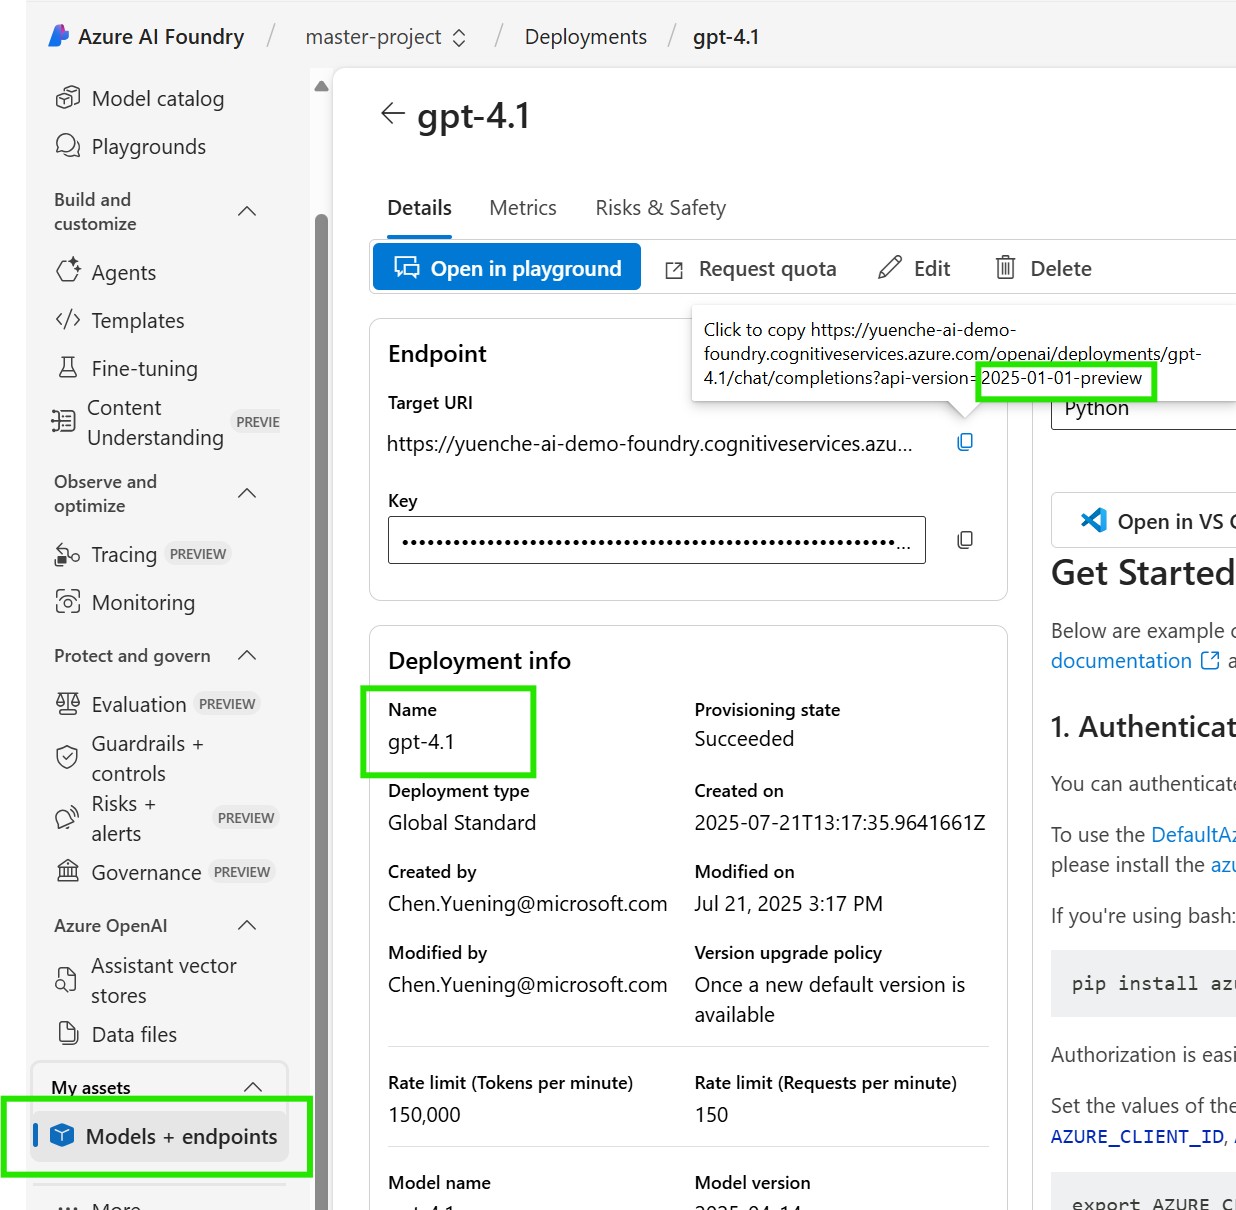 Azure AI Foundry / master-project / Deployments / gpt-4.1
Model catalog
Playgrounds
Build and
customize
Agents
Templates
Fine-tuning
Content
Understanding
PREVIE
Observe and
optimize
Tracing PREVIEW
Monitoring
Protect and govern
Evaluation PREVIEW
Guardrails +
controls
Risks +
alerts
PREVIEW
Governance PREVIEW
Azure OpenAI
Assistant vector
stores
Data files
My assets
Models + endpoints
More
gpt-4.1
Details Metrics Risks & Safety
Open in playground Request quota Edit Delete
Click to copy https://yuenche-ai-demo-
foundry.cognitiveservices.azure.com/openai/deployments/gpt-
4.1/chat/completions?api-version=2025-01-01-preview
Endpoint
Target URI
https://yuenche-ai-demo-foundry.cognitiveservices.azu...
Key
••••••••••••••••••••••••••••••••••••••••••••••••••••••••...
Deployment info
Name
gpt-4.1
Provisioning state
Succeeded
Deployment type
Global Standard
Created on
2025-07-21T13:17:35.9641661Z
Created by
Chen.Yuening@microsoft.com
Modified on
Jul 21, 2025 3:17 PM
Modified by
Chen.Yuening@microsoft.com
Version upgrade policy
Once a new default version is
available
Rate limit (Tokens per minute)
150,000
Rate limit (Requests per minute)
150
Model name
gpt-4.1
Model version
2025-04-14
Python
Open in VS
Get Started
Below are example
documentation
1. Authenticat
You can authenticate
To use the DefaultAz
please install the azu
If you're using bash:
pip install azu
Authorization is easi
Set the values of the
AZURE_CLIENT_ID,
export AZURE_CL